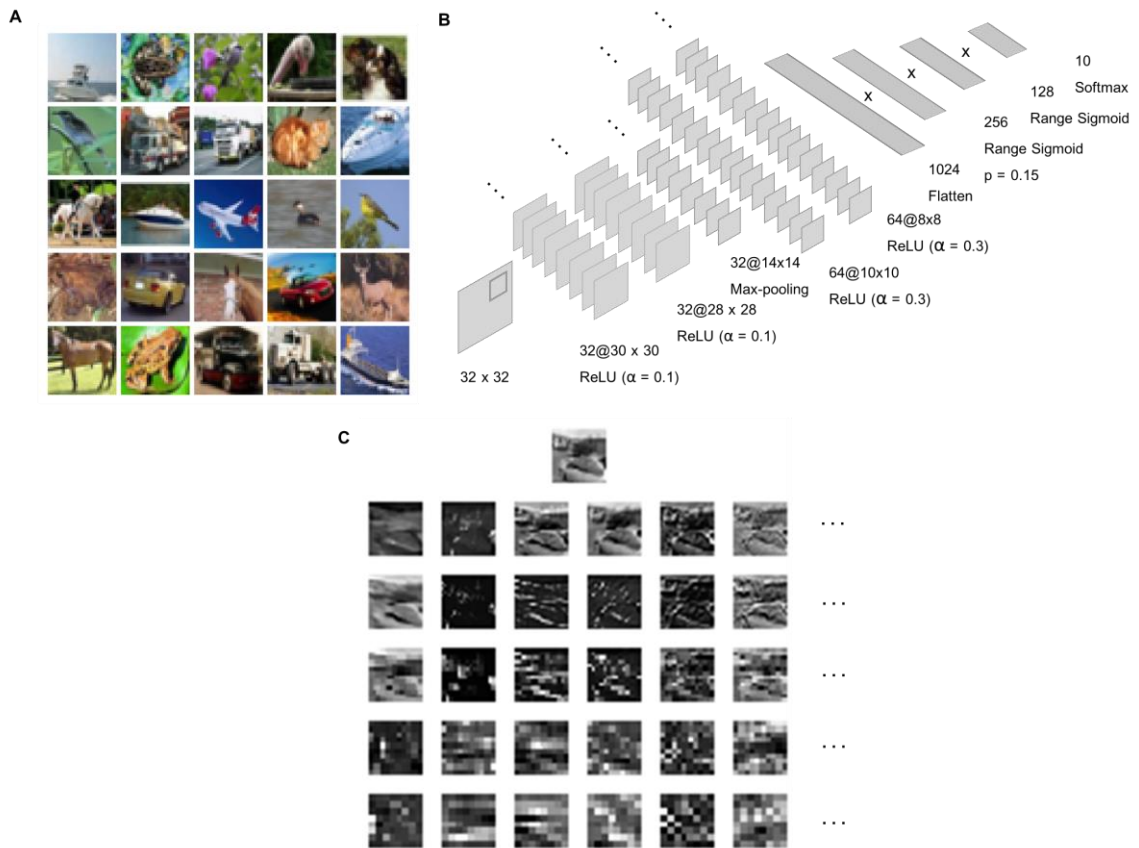 A
B
10
Softmax
128
Range Sigmoid
256
Range Sigmoid
p = 0.15
1024
Flatten
64@8x8
ReLU (α = 0.3)
64@10x10
ReLU (α = 0.3)
32@14x14
Max-pooling
32@28 x 28
ReLU (α = 0.1)
32@30 x 30
ReLU (α = 0.1)
32 x 32
x
x
x
C